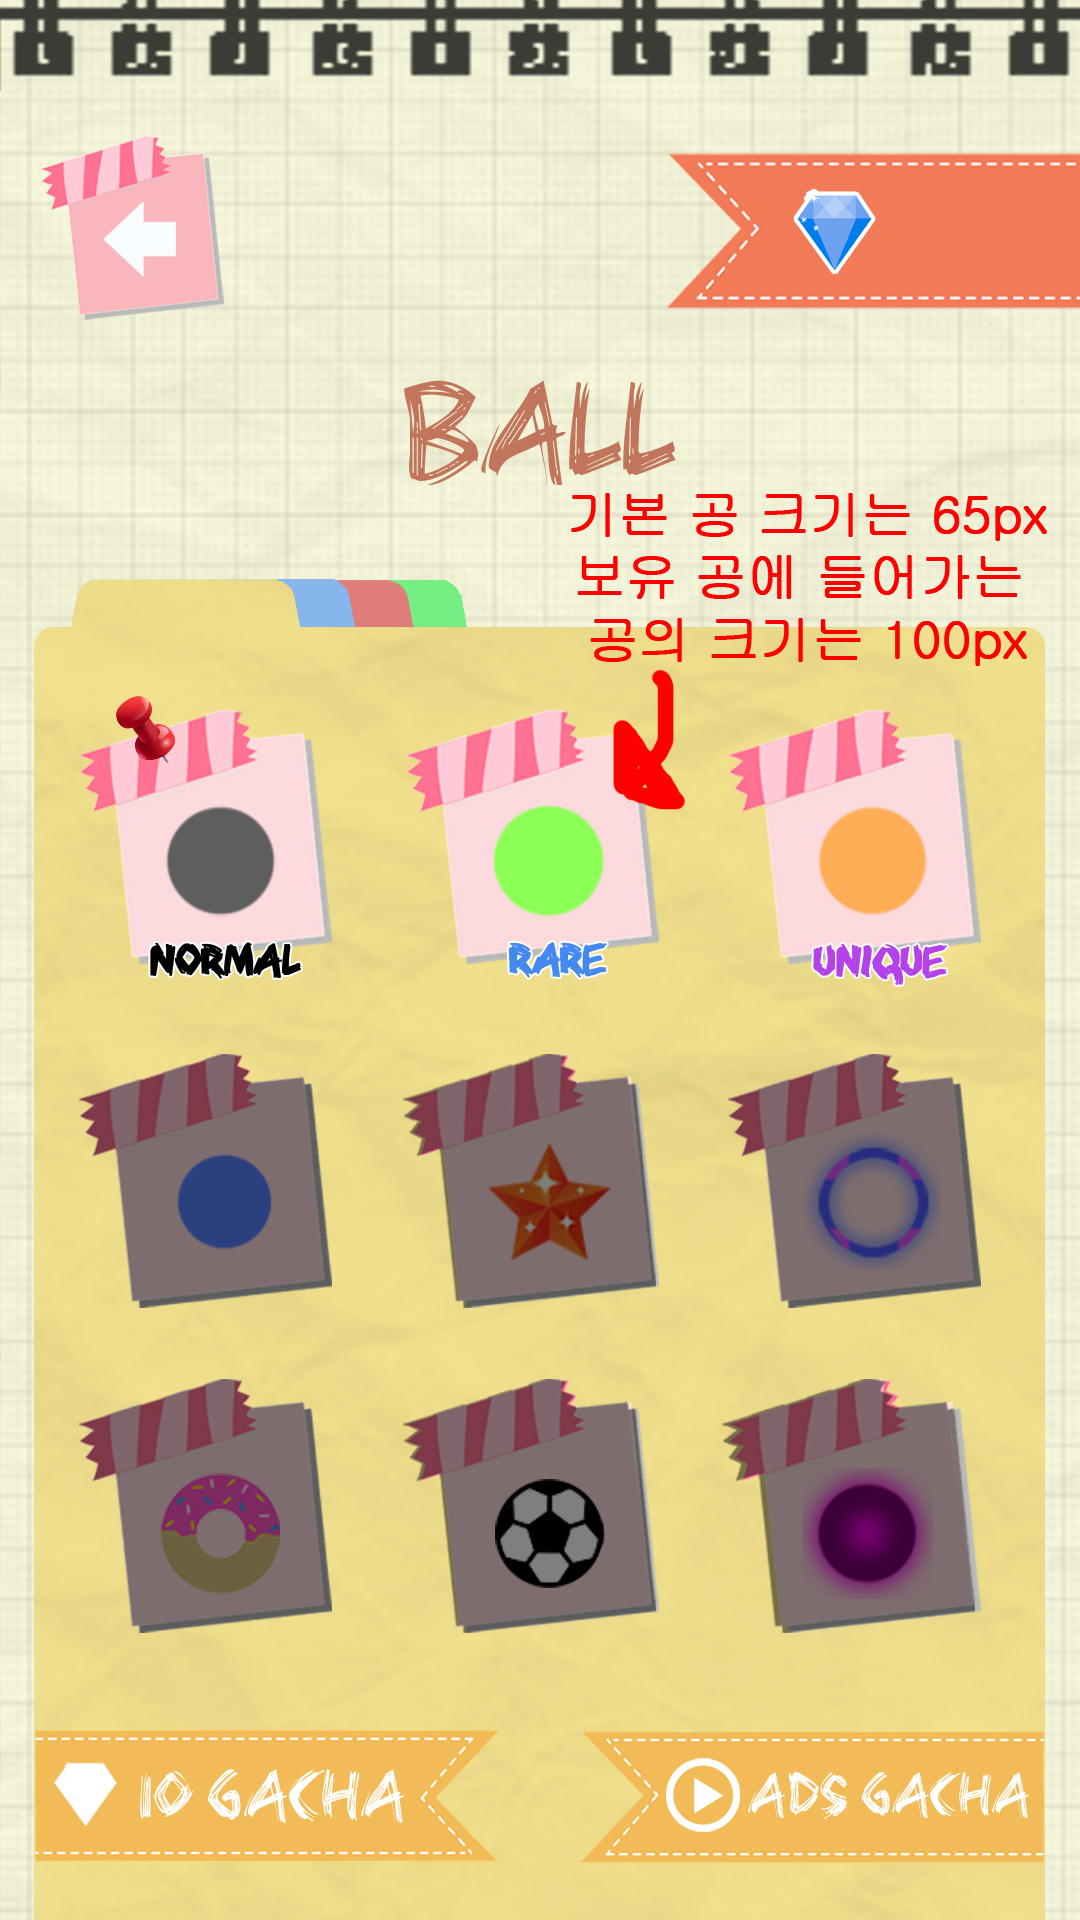 BALL
기본 공 크기는 65px
보유 공에 들어가는
공의 크기는 100px
NORMAL
RARE
UNIQUE
10 GACHA
ADS GACHA